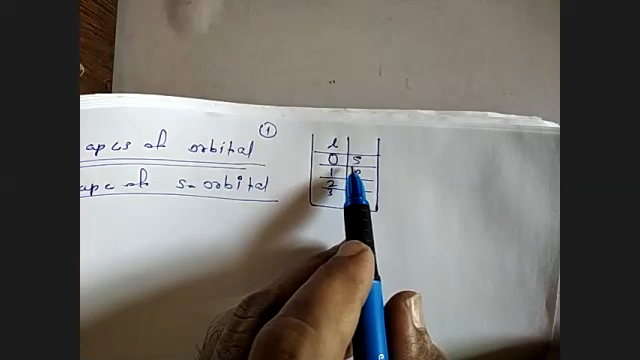 ①
apes of orbital
ape of s-orbital
l
0 s
1
2
3